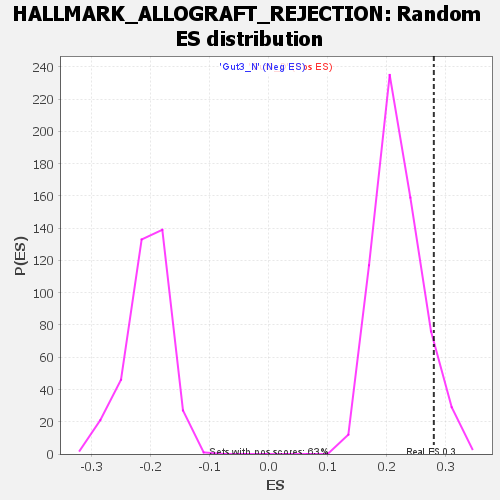 HALLMARK_ALLOGRAFT_REJECTION: Random
ES distribution
'Gut3_N' (Neg ES) os ES)
240
220
200
180
160
140
120
100
80
60
40
20
0
P(ES)
Sets with pos scores: 63%
Real ES 0.3
-0.3 -0.2 -0.1 0.0 0.1 0.2 0.3
ES